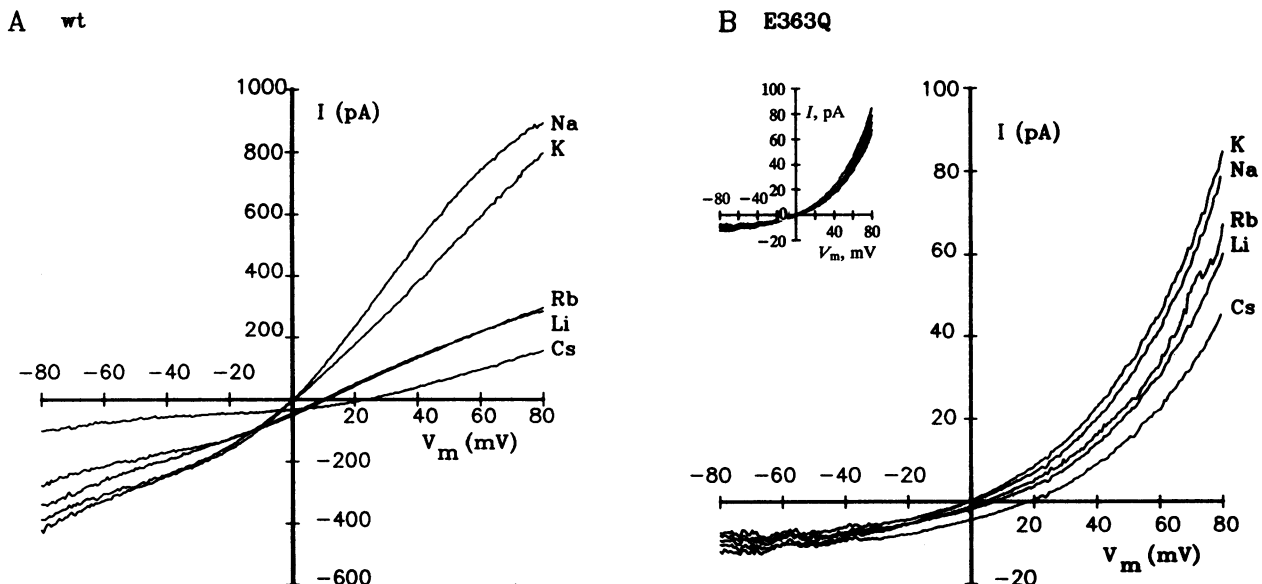 A wt
1000
I (pA)
Na
K
800
600
400
Rb
Li
200
Cs
-80 -60 -40 -20
20 40 60 80
V_m (mV)
-200
-400
-600
B E363Q
100
80
I, pA
60
40
20
-80 -40 0
40 80
-20
V_m, mV
100
I (pA)
K
80
Na
Rb
60
Li
Cs
40
20
-80 -60 -40 -20
20 40 60 80
V_m (mV)
-20